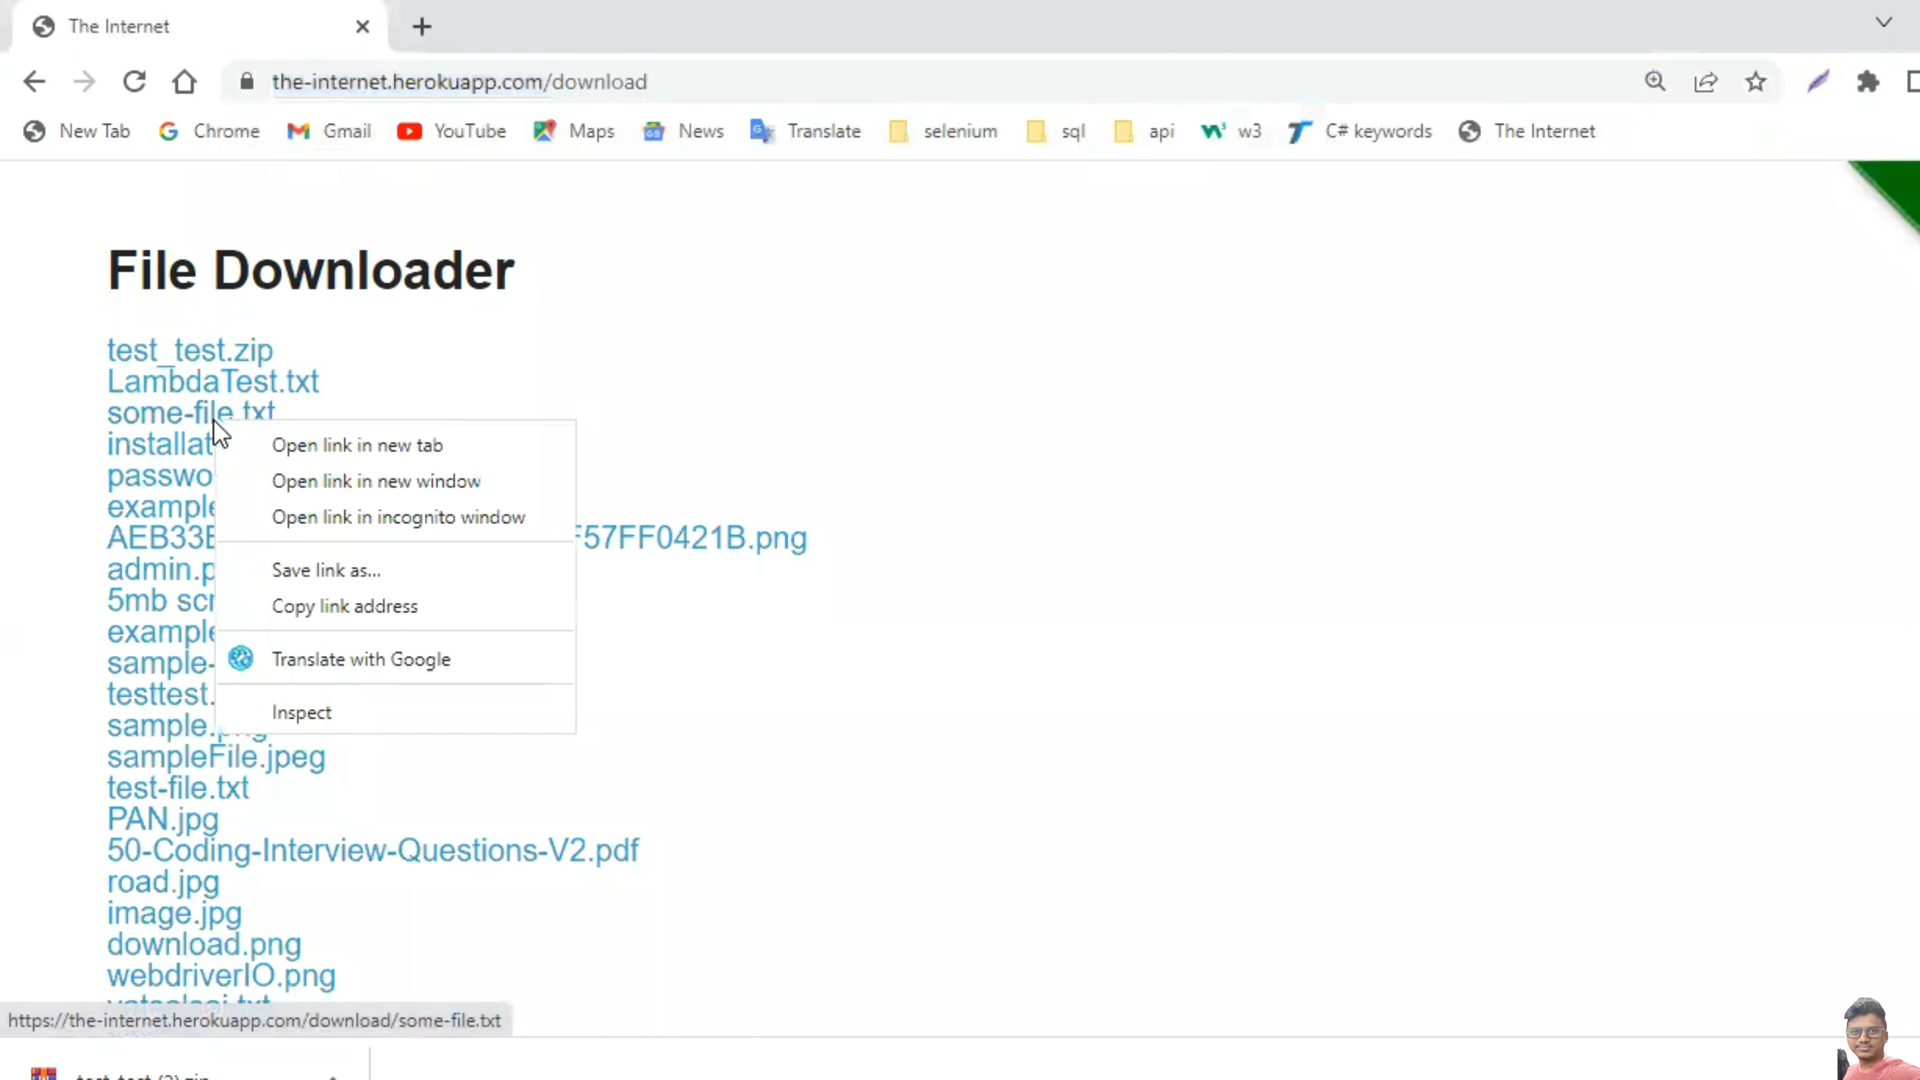 The Internet
the-internet.herokuapp.com/download
New Tab Chrome Gmail YouTube Maps News Translate selenium sql api w3 C# keywords The Internet
File Downloader
test_test.zip
LambdaTest.txt
some-file.txt
installat
passwo
example
AEB33E F57FF0421B.png
admin.p
5mb scr
example
sample-
testtest.
sample.png
sampleFile.jpeg
test-file.txt
PAN.jpg
50-Coding-Interview-Questions-V2.pdf
road.jpg
image.jpg
download.png
webdriverIO.png
Open link in new tab
Open link in new window
Open link in incognito window
Save link as...
Copy link address
Translate with Google
Inspect
https://the-internet.herokuapp.com/download/some-file.txt